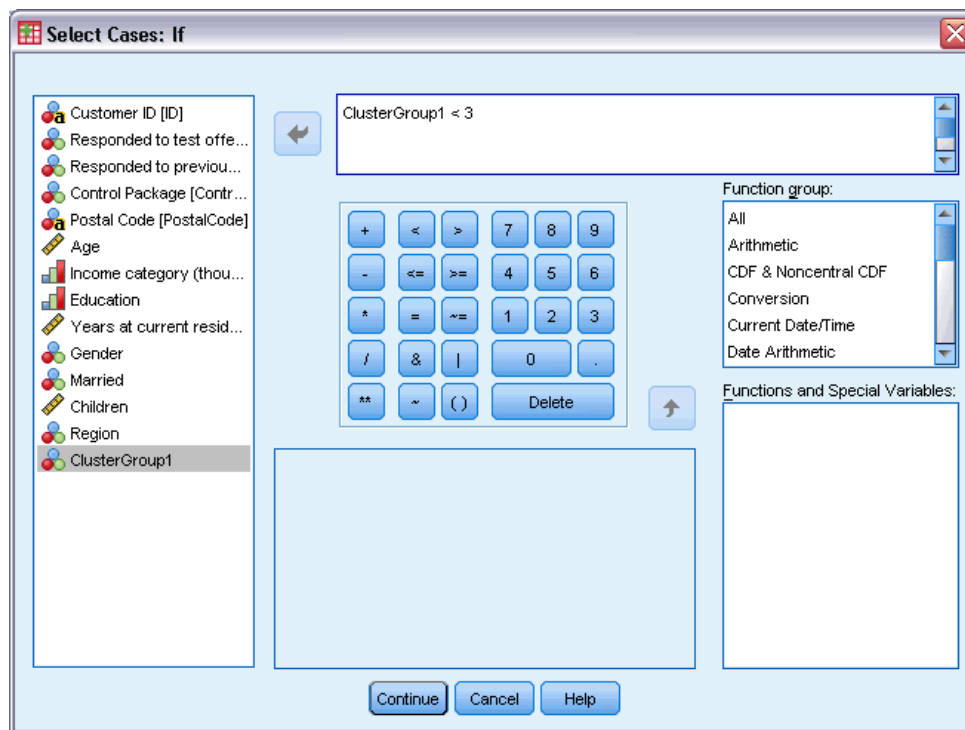 Select Cases: If
Customer ID [ID]
Responded to test offe...
Responded to previou...
Control Package [Contr...
Postal Code [PostalCode]
Age
Income category (thou...
Education
Years at current resid...
Gender
Married
Children
Region
ClusterGroup1
ClusterGroup1 < 3
+ < > 7 8 9
- <= >= 4 5 6
* = ~= 1 2 3
/ & | 0 .
** ~ ( ) Delete
Function group:
All
Arithmetic
CDF & Noncentral CDF
Conversion
Current Date/Time
Date Arithmetic
Functions and Special Variables:
Continue Cancel Help